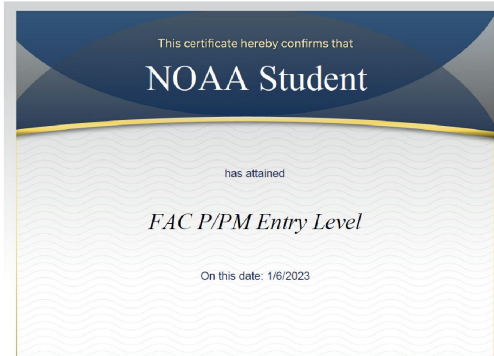 This certificate hereby confirms that
NOAA Student
has attained
FAC P/PM Entry Level
On this date: 1/6/2023